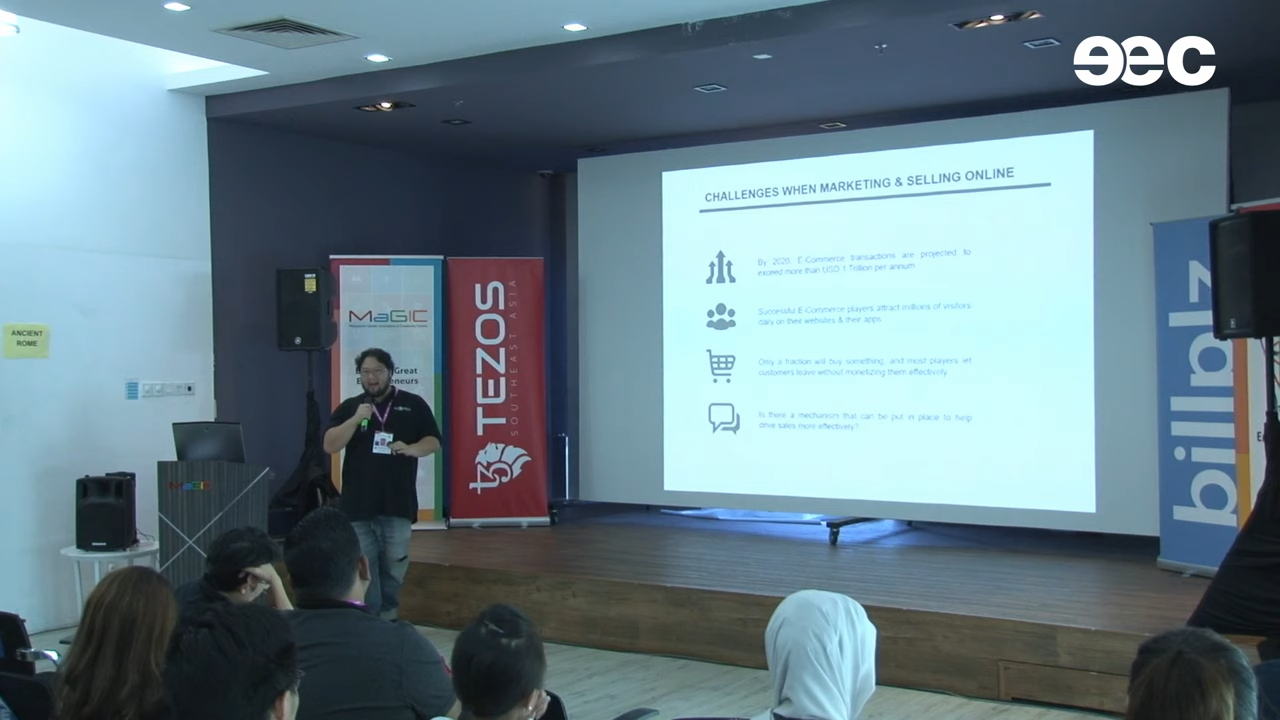 eec
CHALLENGES WHEN MARKETING & SELLING ONLINE
By 2020, E-Commerce transactions are projected to
exceed more than USD 1 Trillion per annum
Successful E-Commerce players attract millions of visitors
daily on their websites & their apps
Only a fraction will buy something, and most players let
customers leave without monetizing them effectively.
Is there a mechanism that can be put in place to help
drive sales more effectively?
MaGIC
Great
TEZOS
SOUTHEAST ASIA
billplz
ANCIENT
ROME
MaGIC